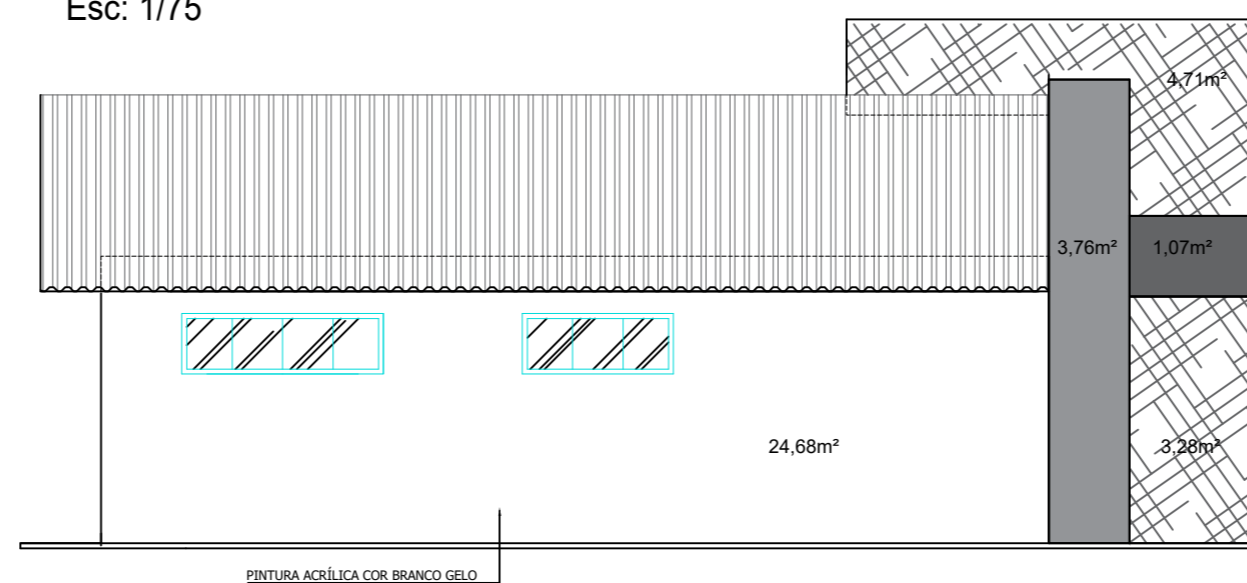 Esc: 1/75
4,71m²
3,76m²
1,07m²
24,68m²
3,28m²
PINTURA ACRÍLICA COR BRANCO GELO